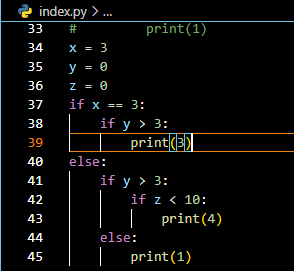 index.py > ...
33 #          print(1)
34 x = 3
35 y = 0
36 z = 0
37 if x == 3:
38     if y > 3:
39         print(3)
40 else:
41     if y > 3:
42         if z < 10:
43             print(4)
44     else:
45         print(1)